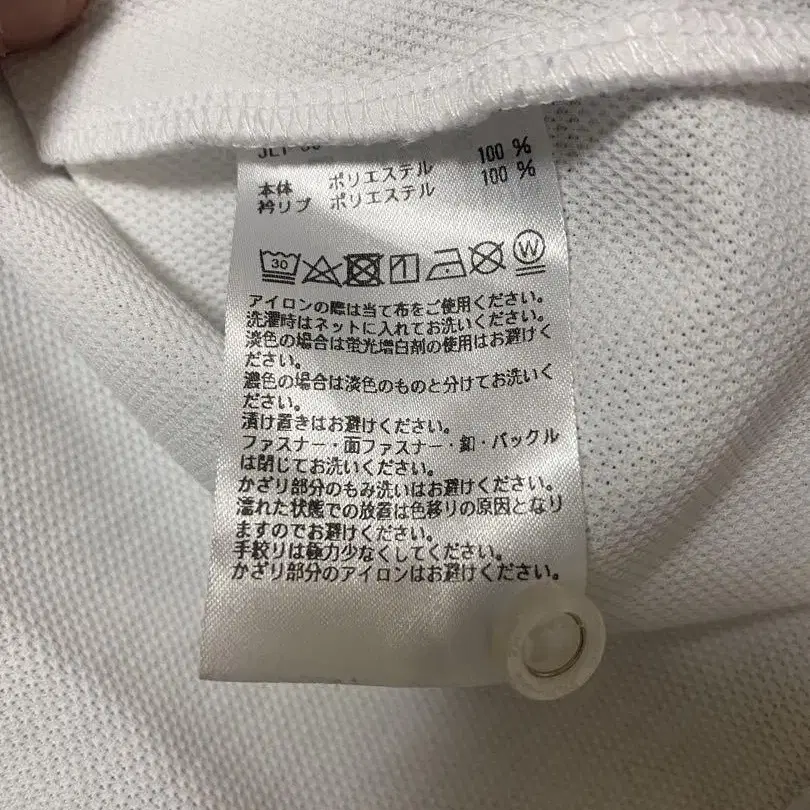 本体 ポリエステル 100 %
衿リブ ポリエステル 100 %
30 W
アイロンの際は当て布をご使用ください。
洗濯時はネットに入れてお洗いください。
淡色の場合は蛍光増白剤の使用はお避けく
ださい。
濃色の場合は淡色のものと分けてお洗いく
ださい。
漬け置きはお避けください。
ファスナー・面ファスナー・釦・バックル
は閉じてお洗いください。
かざり部分のもみ洗いはお避けください。
濡れた状態での放置は色移りの原因となり
ますのでお避けください。
手絞りは極力少なくしてください。
かざり部分のアイロンはお避けください。